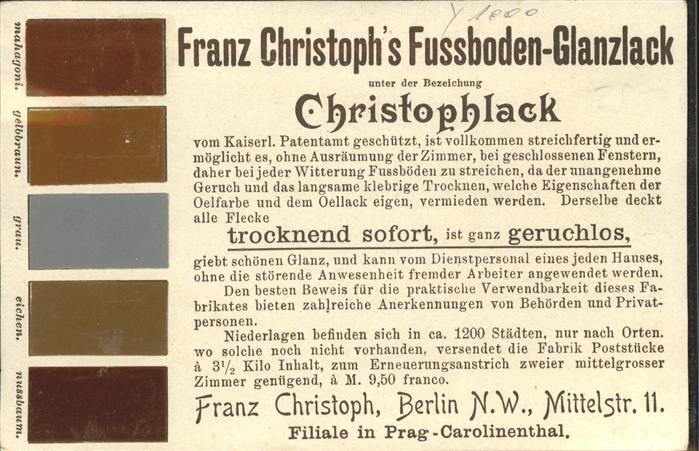 Y 1000
Franz Christoph's Fussboden-Glanzlack
unter der Bezeichung
Christophlack
vom Kaiserl. Patentamt geschützt, ist vollkommen streichfertig und er-
möglicht es, ohne Ausräumung der Zimmer, bei geschlossenen Fenstern,
daher bei jeder Witterung Fussböden zu streichen, da der unangenehme
Geruch und das langsame klebrige Trocknen, welche Eigenschaften der
Oelfarbe und dem Oellack eigen, vermieden werden. Derselbe deckt
alle Flecke
trocknend sofort, ist ganz geruchlos,
giebt schönen Glanz, und kann vom Dienstpersonal eines jeden Hauses,
ohne die störende Anwesenheit fremder Arbeiter angewendet werden.
Den besten Beweis für die praktische Verwendbarkeit dieses Fa-
brikates bieten zahlreiche Anerkennungen von Behörden und Privat-
personen.
Niederlagen befinden sich in ca. 1200 Städten, nur nach Orten.
wo solche noch nicht vorhanden, versendet die Fabrik Poststücke
à 3½ Kilo Inhalt, zum Erneuerungsanstrich zweier mittelgrosser
Zimmer genügend, à M. 9,50 franco.
Franz Christoph, Berlin N.W., Mittelstr. 11.
Filiale in Prag-Carolinenthal.
mahagoni.
gelbbraun.
grau.
eichen.
nussbaum.